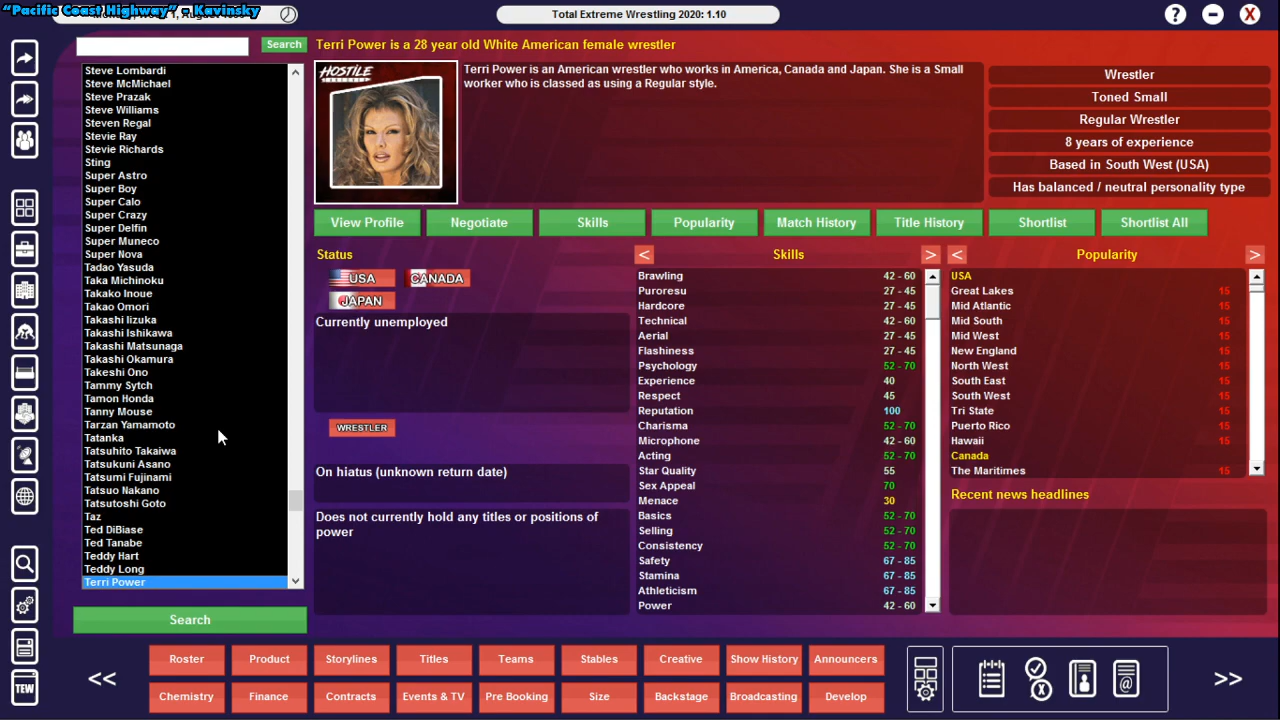 "Pacific Coast Highway" - Kavinsky
Total Extreme Wrestling 2020: 1.10
?
X
Search
Terri Power is a 28 year old White American female wrestler
Steve Lombardi
Steve McMichael
Steve Prazak
Steve Williams
Steven Regal
Stevie Ray
Stevie Richards
Sting
Super Astro
Super Boy
Super Calo
Super Crazy
Super Delfin
Super Muneco
Super Nova
Tadao Yasuda
Taka Michinoku
Takako Inoue
Takao Omori
Takashi Iizuka
Takashi Ishikawa
Takashi Matsunaga
Takashi Okamura
Takeshi Ono
Tammy Sytch
Tamon Honda
Tanny Mouse
Tarzan Yamamoto
Tatanka
Tatsuhito Takaiwa
Tatsukuni Asano
Tatsumi Fujinami
Tatsuo Nakano
Tatsutoshi Goto
Taz
Ted DiBiase
Ted Tanabe
Teddy Hart
Teddy Long
Terri Power
Search
HOSTILE
Terri Power is an American wrestler who works in America, Canada and Japan. She is a Small
worker who is classed as using a Regular style.
Wrestler
Toned Small
Regular Wrestler
8 years of experience
Based in South West (USA)
Has balanced / neutral personality type
View Profile
Negotiate
Skills
Popularity
Match History
Title History
Shortlist
Shortlist All
Status
USA
CANADA
JAPAN
Currently unemployed
WRESTLER
On hiatus (unknown return date)
Does not currently hold any titles or positions of
power
< Skills >
Brawling 42 - 60
Puroresu 27 - 45
Hardcore 27 - 45
Technical 42 - 60
Aerial 27 - 45
Flashiness 27 - 45
Psychology 52 - 70
Experience 40
Respect 45
Reputation 100
Charisma 52 - 70
Microphone 42 - 60
Acting 52 - 70
Star Quality 55
Sex Appeal 70
Menace 30
Basics 52 - 70
Selling 52 - 70
Consistency 52 - 70
Safety 67 - 85
Stamina 67 - 85
Athleticism 67 - 85
Power 42 - 60
< Popularity >
USA
Great Lakes 15
Mid Atlantic 15
Mid South 15
Mid West 15
New England 15
North West 15
South East 15
South West 15
Tri State 15
Puerto Rico 15
Hawaii 15
Canada
The Maritimes 15
Recent news headlines
<<
Roster
Product
Storylines
Titles
Teams
Stables
Creative
Show History
Announcers
Chemistry
Finance
Contracts
Events & TV
Pre Booking
Size
Backstage
Broadcasting
Develop
>>
TEW